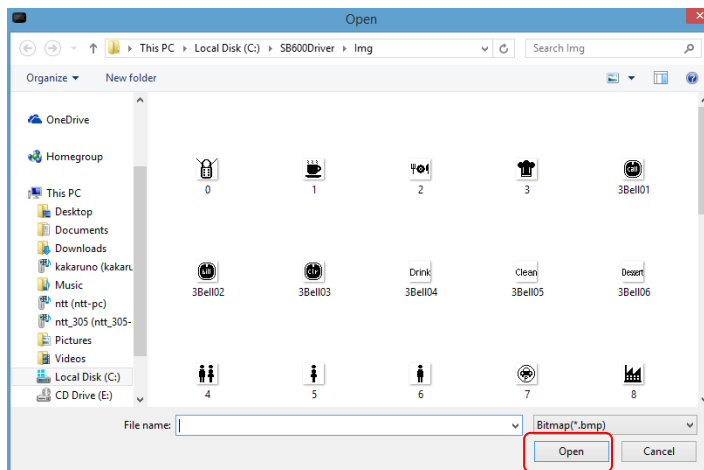 Open
This PC Local Disk (C:) SB600Driver Img
Search Img
Organize New folder
OneDrive
Homegroup
This PC
Desktop
Documents
Downloads
kakaruno (kakaru
Music
ntt (ntt-pc)
ntt_305 (ntt_305-
Pictures
Videos
Local Disk (C:)
CD Drive (E:)
0 1 2 3 3Bell01
call
bill clr Drink Clean Dessert
3Bell02 3Bell03 3Bell04 3Bell05 3Bell06
4 5 6 7 8
File name: Bitmap(*.bmp)
Open Cancel